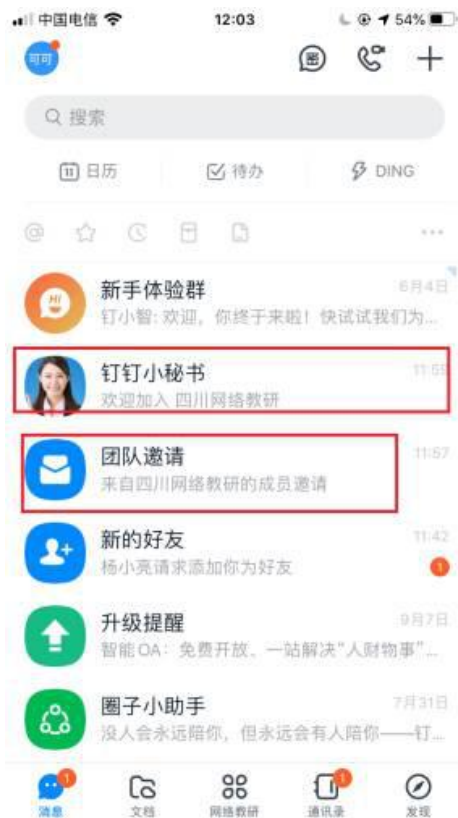 中国电信 12:03 54%
可可 密
搜索
11 日历 待办 DING
新手体验群 6月4日
钉小智: 欢迎，你终于来啦！快试试我们为...
钉钉小秘书 11:59
欢迎加入 四川网络教研
团队邀请 11:57
来自四川网络教研的成员邀请
新的好友 11:42
杨小亮请求添加你为好友 1
升级提醒 9月7日
智能OA：免费开放、一站解决“人财物事”...
圈子小助手 7月31日
没人会永远陪你，但永远会有人陪你——钉...
1 1
消息 文档 网络教研 通讯录 发现